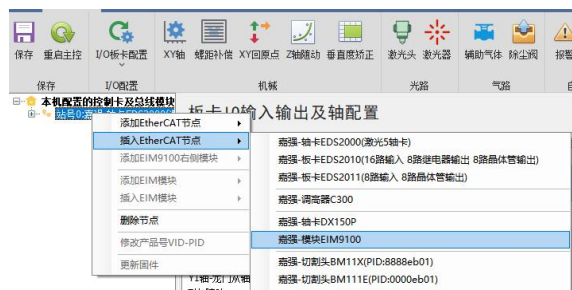 保存 重启主控 I/O板卡配置 XY轴 螺距补偿 XY回原点 Z轴随动 垂直度矫正 激光头 激光器 辅助气体 除尘阀
保存 I/O配置 机械 光路 气路
本机配置的控制卡及总线模块
站号0:嘉强-轴卡EDS2000
板卡IO输入输出及轴配置
添加EtherCAT节点
插入EtherCAT节点
添加EIM9100右侧模块
添加EIM模块
插入EIM模块
删除节点
修改产品号VID-PID
更新固件
嘉强-轴卡EDS2000(激光5轴卡)
嘉强-板卡EDS2010(16路输入 8路继电器输出 8路晶体管输出)
嘉强-板卡EDS2011(8路输入 8路晶体管输出)
嘉强-调高器C300
嘉强-轴卡DX150P
嘉强-模块EIM9100
嘉强-切割头BM11X(PID:8888eb01)
嘉强-切割头BM111E(PID:0000eb01)